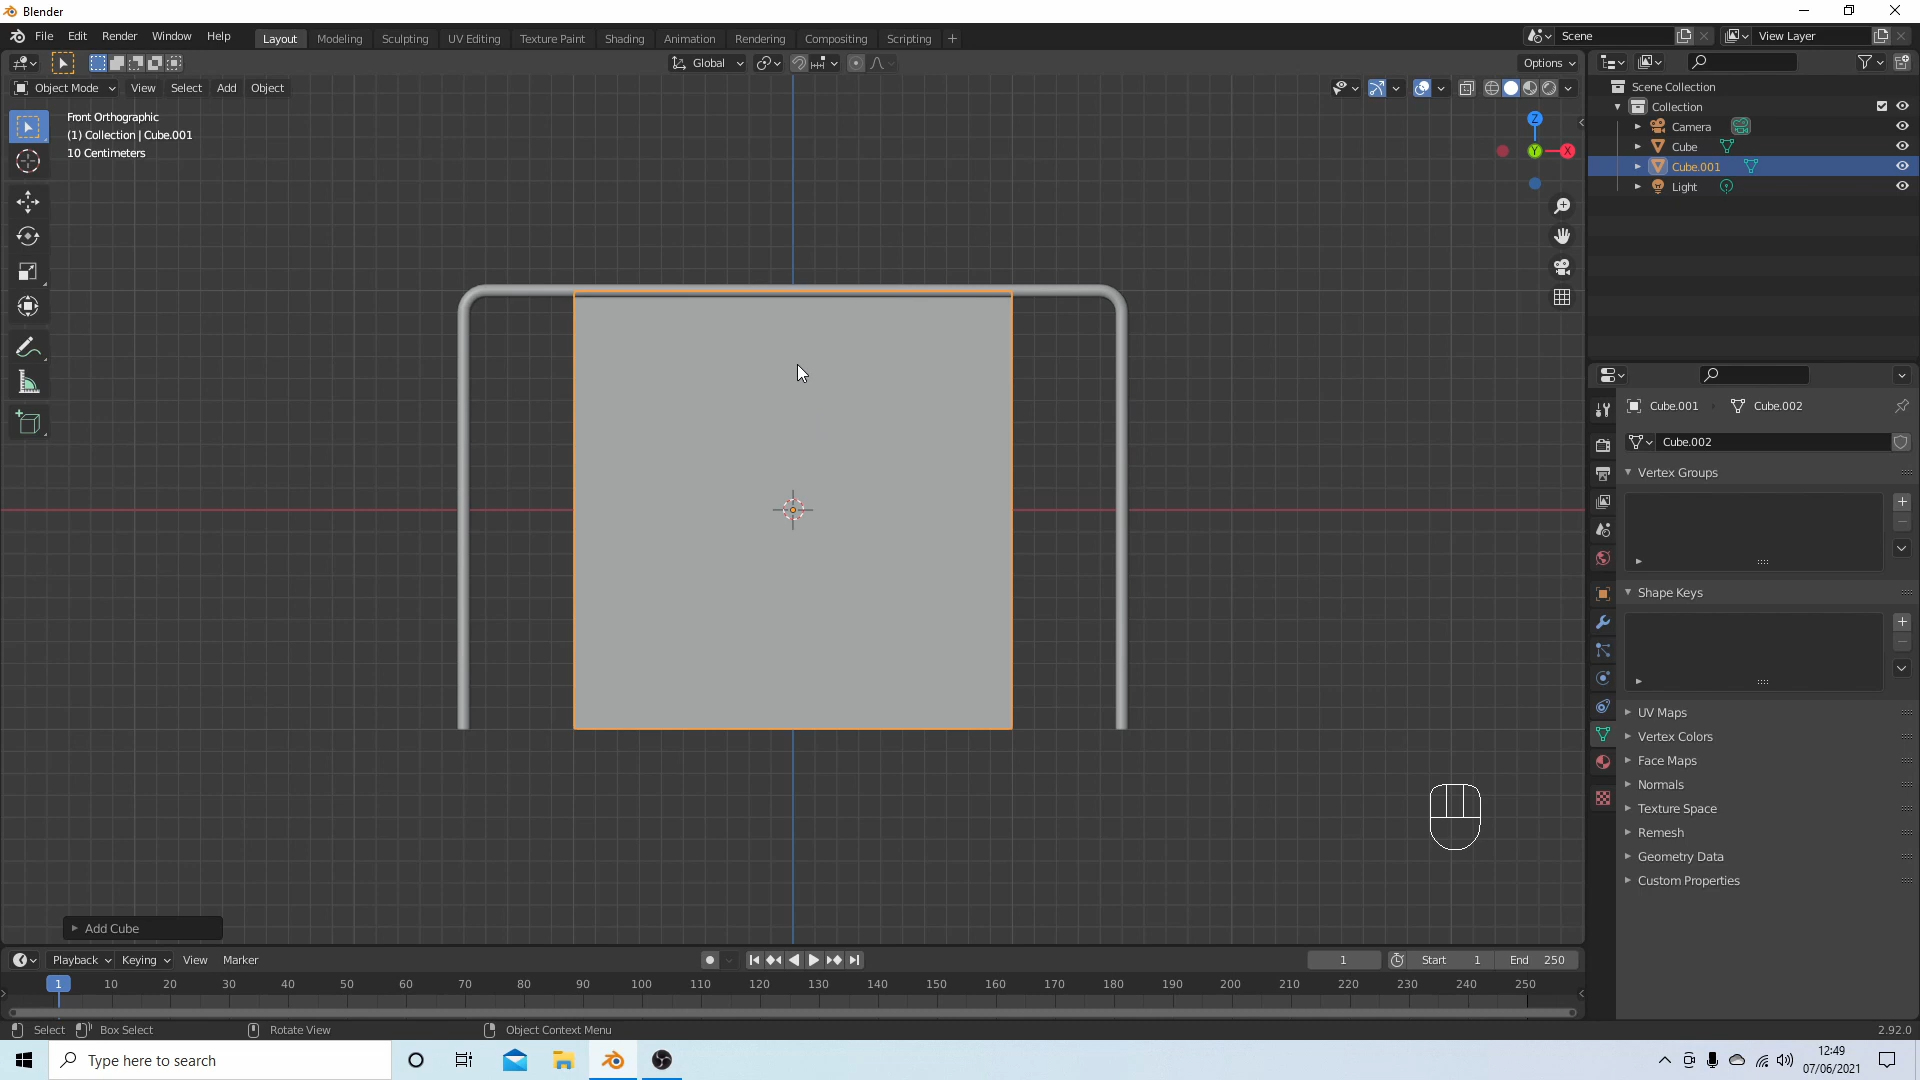 Blender
File Edit Render Window Help
Layout Modeling Sculpting UV Editing Texture Paint Shading Animation Rendering Compositing Scripting +
Scene
View Layer
Global
Options
Object Mode View Select Add Object
Front Orthographic
(1) Collection | Cube.001
10 Centimeters
Z
Y
X
Scene Collection
Collection
Camera
Cube
Cube.001
Light
Cube.001 Cube.002
Cube.002
Vertex Groups
Shape Keys
UV Maps
Vertex Colors
Face Maps
Normals
Texture Space
Remesh
Geometry Data
Custom Properties
Add Cube
Playback Keying View Marker
1 Start 1 End 250
1 10 20 30 40 50 60 70 80 90 100 110 120 130 140 150 160 170 180 190 200 210 220 230 240 250
Select Box Select Rotate View Object Context Menu 2.92.0
Type here to search
12:49
07/06/2021